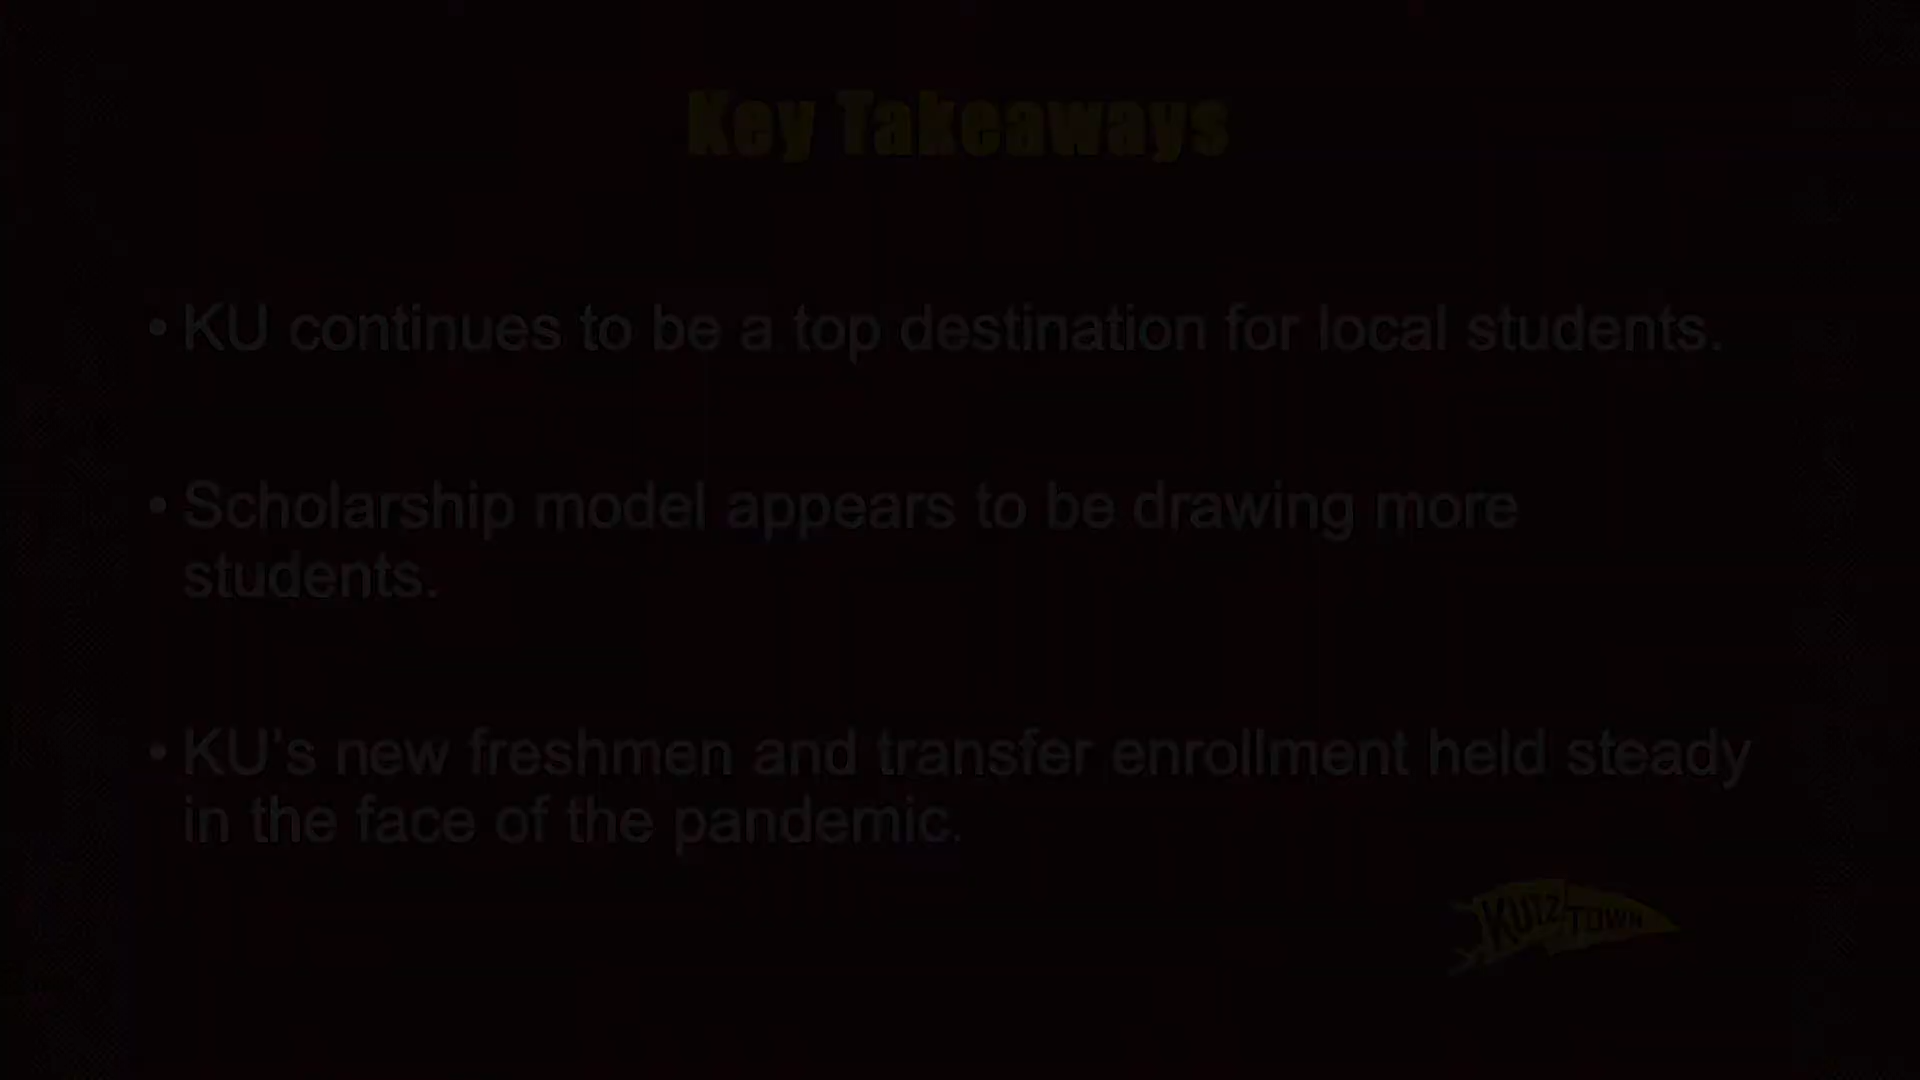 Key Takeaways
• KU continues to be a top destination for local students.
• Scholarship model appears to be drawing more
students.
• KU's new freshmen and transfer enrollment held steady
in the face of the pandemic.
KUTZTOWN